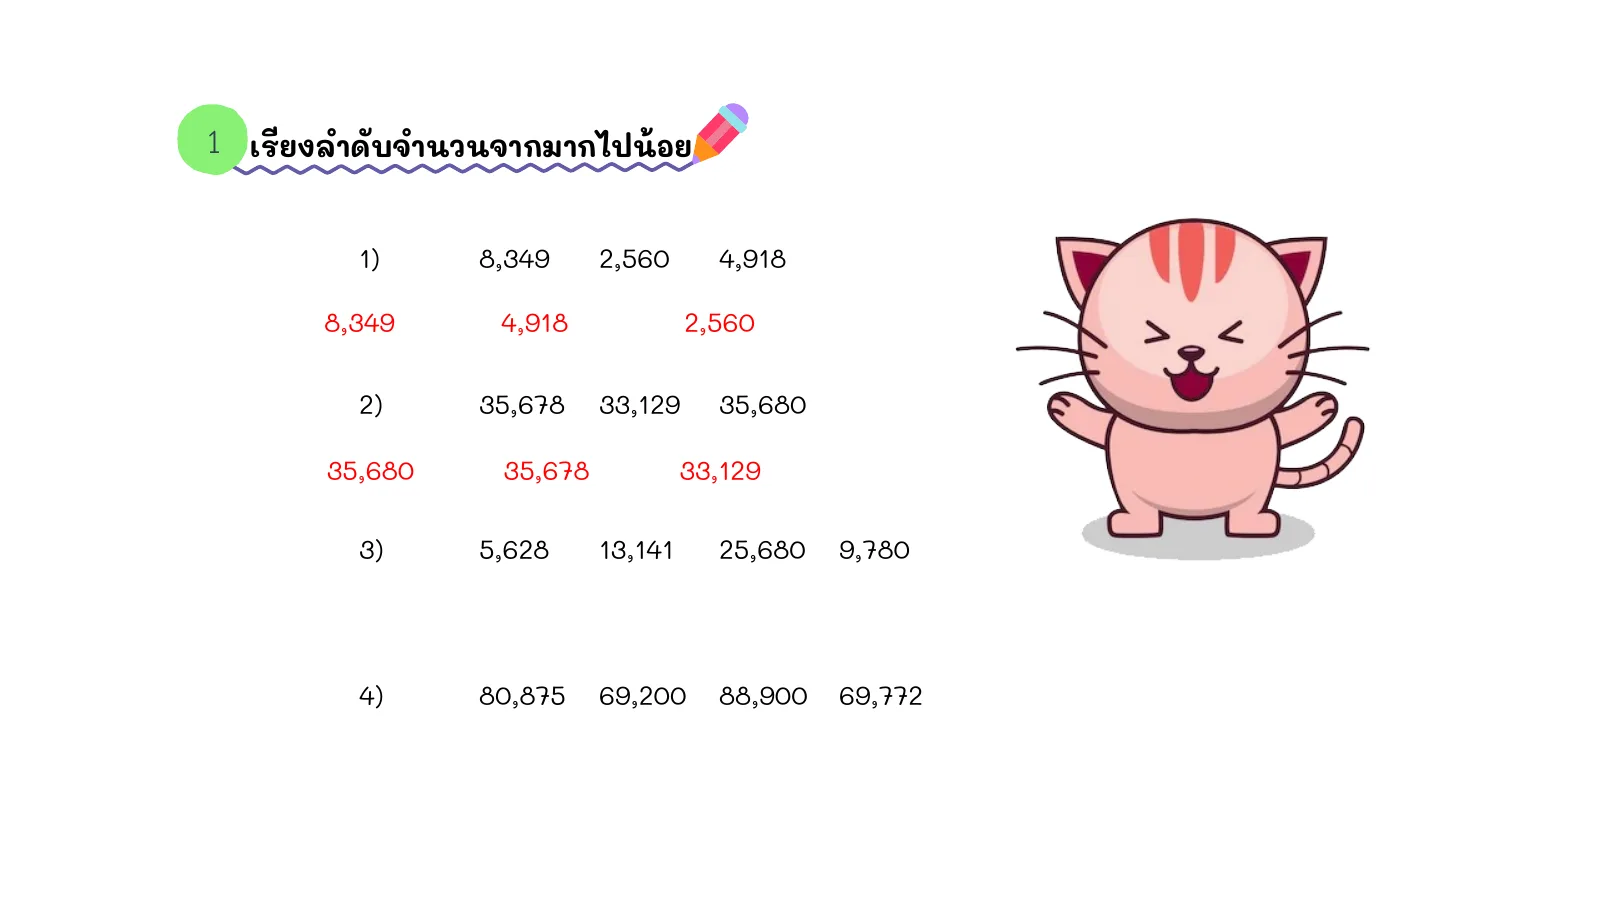 1 เรียงลำดับจำนวนจากมากไปน้อย
1) 8,349 2,560 4,918
8,349 4,918 2,560
2) 35,678 33,129 35,680
35,680 35,678 33,129
3) 5,628 13,141 25,680 9,780
4) 80,875 69,200 88,900 69,772